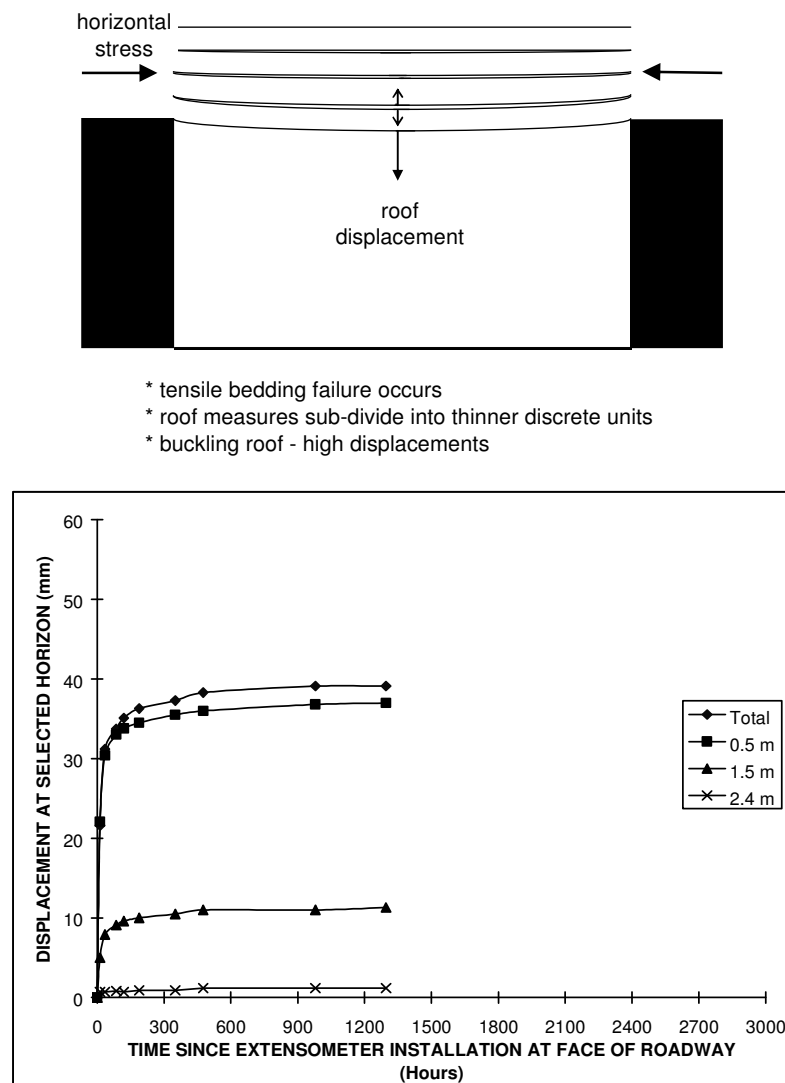 horizontal
stress
roof
displacement
* tensile bedding failure occurs
* roof measures sub-divide into thinner discrete units
* buckling roof - high displacements
DISPLACEMENT AT SELECTED HORIZON (mm)
60
50
40
30
20
10
0
0 300 600 900 1200 1500 1800 2100 2400 2700 3000
TIME SINCE EXTENSOMETER INSTALLATION AT FACE OF ROADWAY
(Hours)
Total
0.5 m
1.5 m
2.4 m